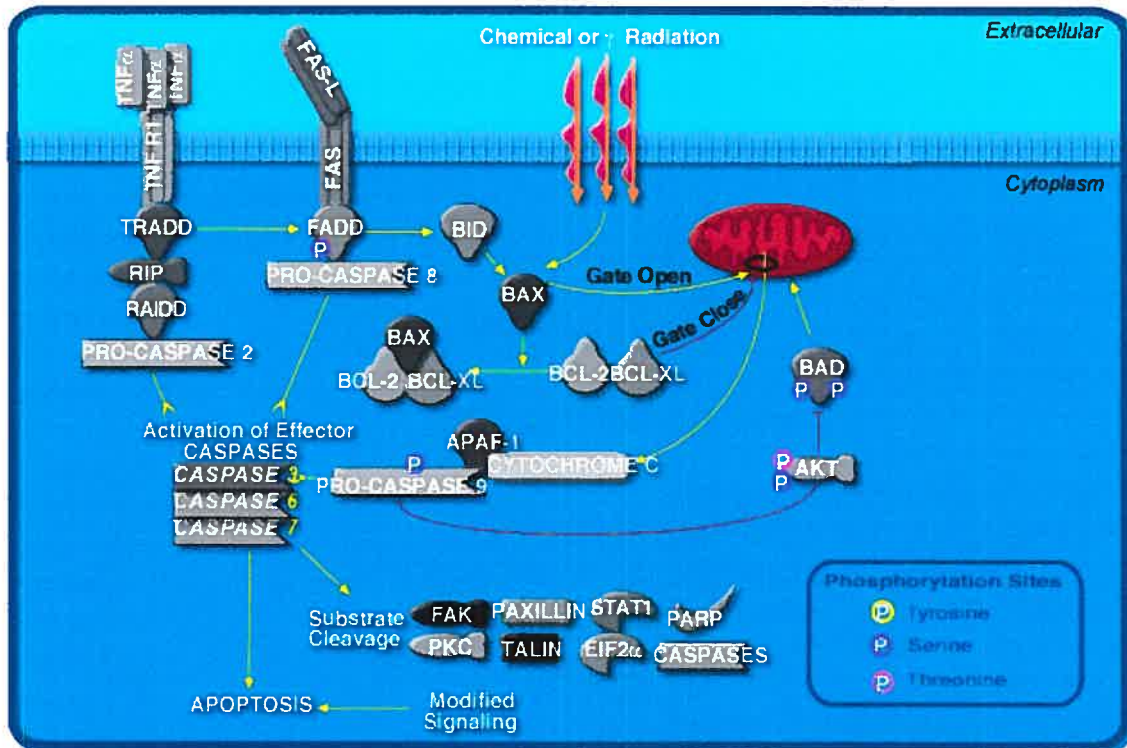 Extracellular
Chemical or γ Radiation
TNFα
TNFα
TNFα
TNF R1
FAS-L
FAS
Cytoplasm
TRADD
FADD
P
BID
RIP
PRO-CASPASE 8
RAIDD
PRO-CASPASE 2
BAX
Gate Open
Gate Close
BAX
BCL-2
BCL-XL
BCL-2
BCL-XL
BAD
P P
Activation of Effector
CASPASES
APAF-1
CYTOCHROME C
P
PRO-CASPASE 9
P
P
AKT
CASPASE 3
CASPASE 6
CASPASE 7
Substrate
Cleavage
FAK
PAXILLIN
STAT1
PARP
PKC
TALIN
EIF2α
CASPASES
APOPTOSIS
Modified
Signaling
Phosphorylation Sites
P Tyrosine
P Serine
P Threonine